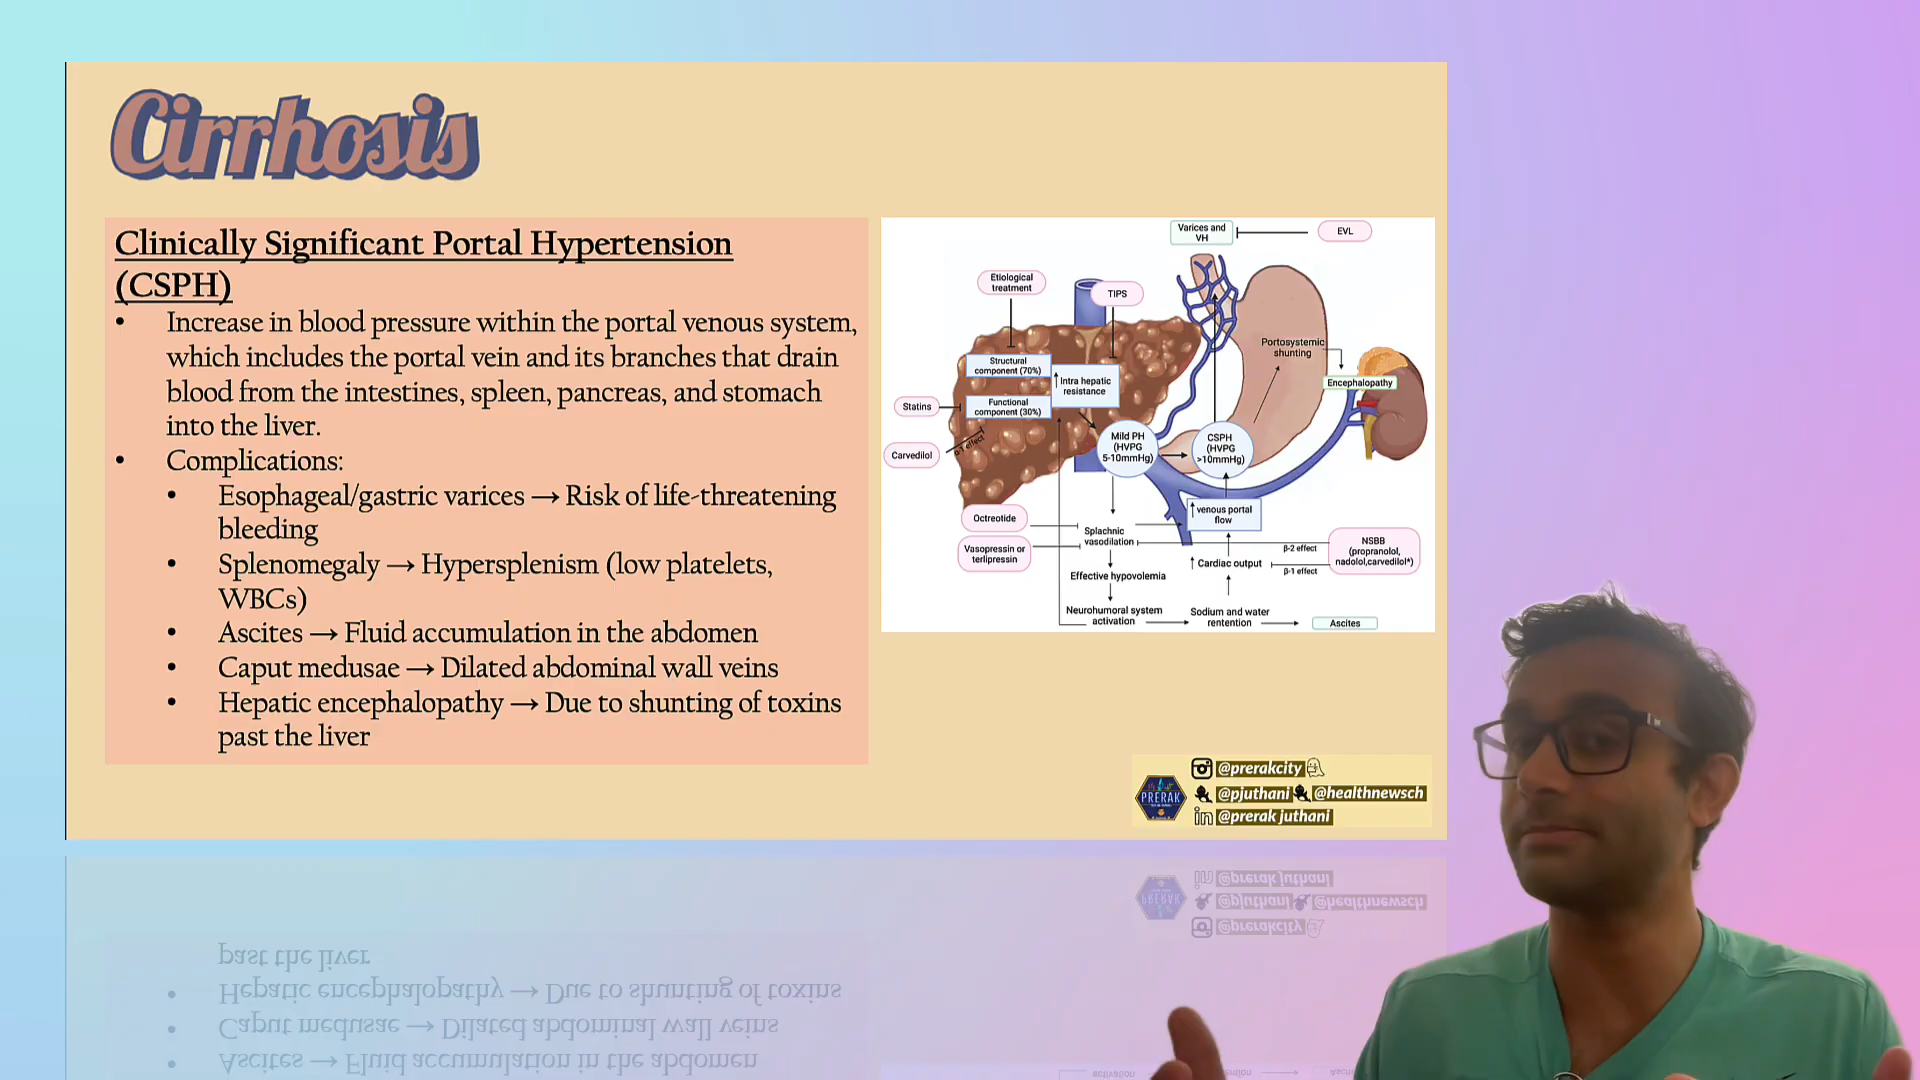 Cirrhosis
Clinically Significant Portal Hypertension
(CSPH)
• Increase in blood pressure within the portal venous system,
which includes the portal vein and its branches that drain
blood from the intestines, spleen, pancreas, and stomach
into the liver.
• Complications:
• Esophageal/gastric varices → Risk of life-threatening
bleeding
• Splenomegaly → Hypersplenism (low platelets,
WBCs)
• Ascites → Fluid accumulation in the abdomen
• Caput medusae → Dilated abdominal wall veins
• Hepatic encephalopathy → Due to shunting of toxins
past the liver
Varices and
VH
EVL
Etiological
treatment
TIPS
Portosystemic
shunting
Encephalopathy
Structural
component (70%)
↑ Intra hepatic
resistance
Statins
Functional
component (30%)
Carvedilol
α-1 effect
Mild PH
(HVPG
5-10mmHg)
CSPH
(HVPG
>10mmHg)
Octreotide
↑ venous portal
flow
Splachnic
vasodilation
Vasopressin or
terlipressin
NSBB
(propranolol,
nadolol,carvedilol*)
β-2 effect
β-1 effect
↑ Cardiac output
Effective hypovolemia
Neurohumoral system
activation
Sodium and water
rentention
Ascites
PRERAK
@prerakcity
@pjuthani @healthnewsch
in @prerak juthani